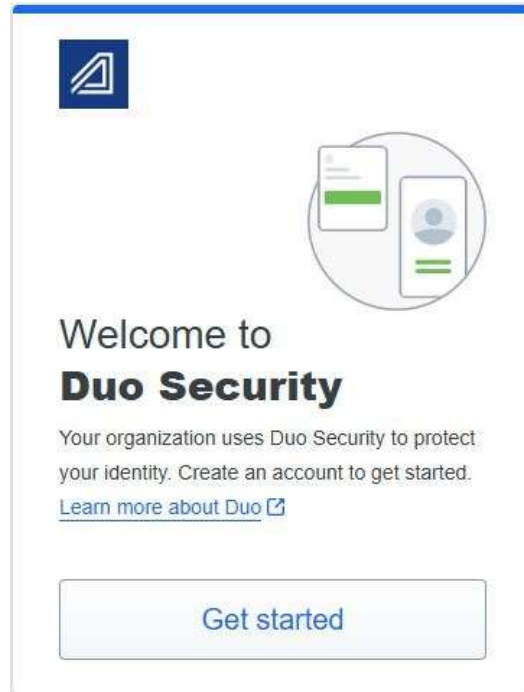 Welcome to
Duo Security
Your organization uses Duo Security to protect
your identity. Create an account to get started.
Learn more about Duo
Get started